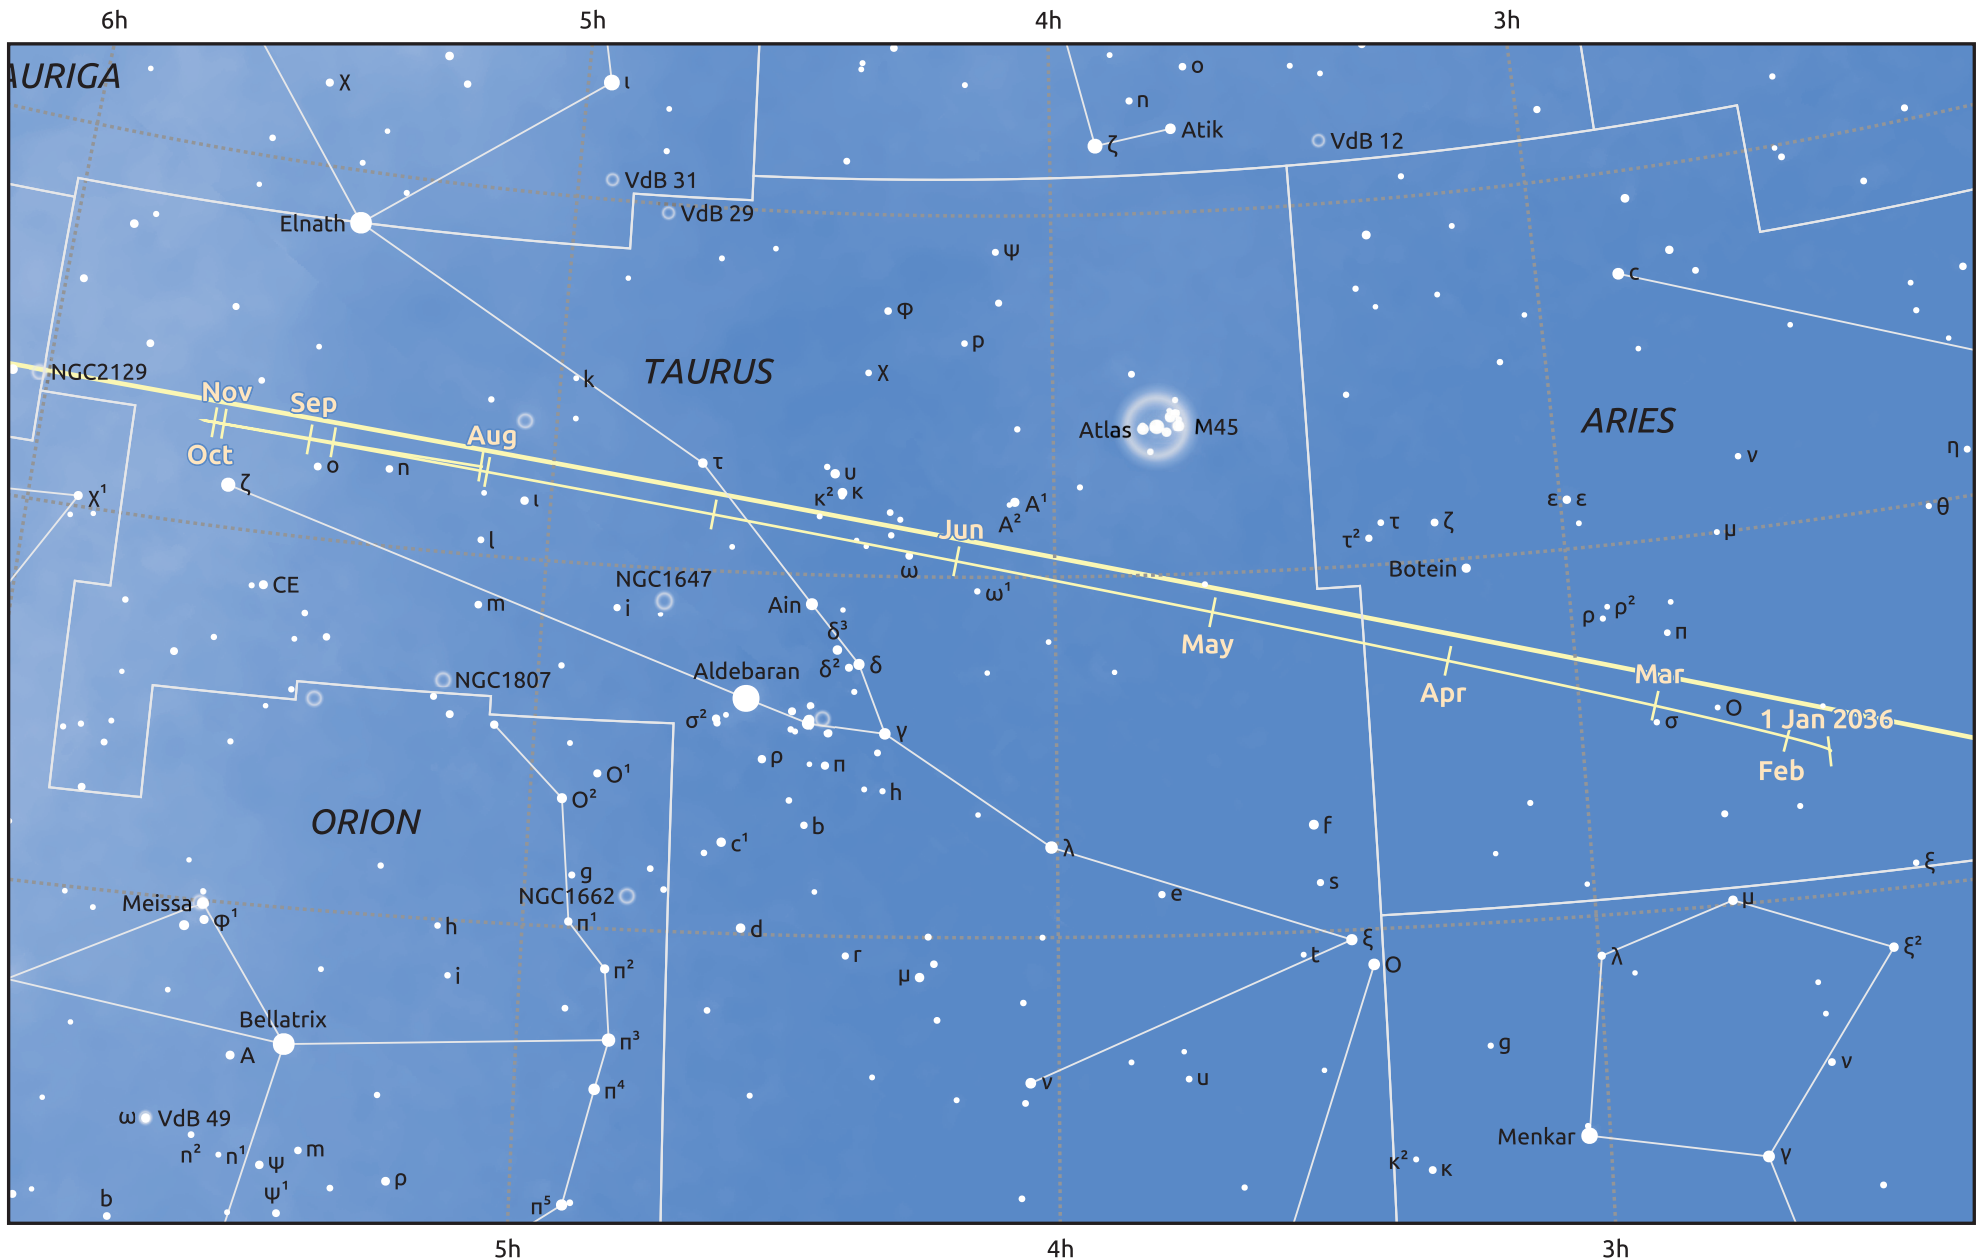 6h 5h 4h 3h
AURIGA
χ
ι
ο
n
Atik
ζ
VdB 12
VdB 31
VdB 29
Elnath
ψ
c
φ
p
NGC2129
TAURUS
χ
k
Nov
Sep
ARIES
Atlas
M45
Aug
Oct
τ
ν
η
ο
n
υ
ζ
κ²
κ
χ¹
ι
A¹
A²
ε
ε
θ
Jun
τ
ζ
μ
τ²
l
ω
Botein
NGC1647
CE
m
i
Ain
ω¹
ρ
ρ²
π
δ³
May
δ²
δ
Aldebaran
NGC1807
Mar
Apr
σ²
γ
σ
Ο
1 Jan 2036
ρ
π
Feb
Ο¹
Ο²
h
ORION
b
c¹
f
λ
ξ
g
s
NGC1662
e
μ
Meissa
φ¹
h
π¹
d
ξ
ξ²
r
t
λ
Ο
i
π²
μ
Bellatrix
A
π³
g
ν
π⁴
ν
u
ω
VdB 49
Menkar
n²
n¹
ψ
m
κ²
κ
γ
ρ
b
ψ¹
π⁵
5h 4h 3h